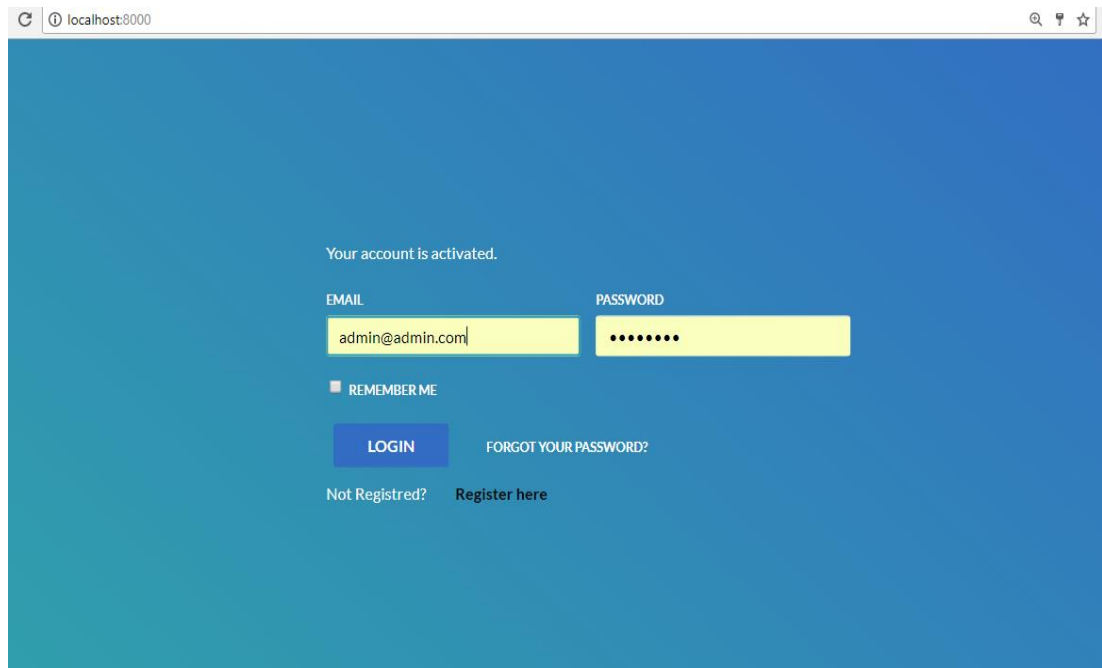 localhost:8000
Your account is activated.
EMAIL PASSWORD
admin@admin.com ••••••••
REMEMBER ME
LOGIN FORGOT YOUR PASSWORD?
Not Registred? Register here